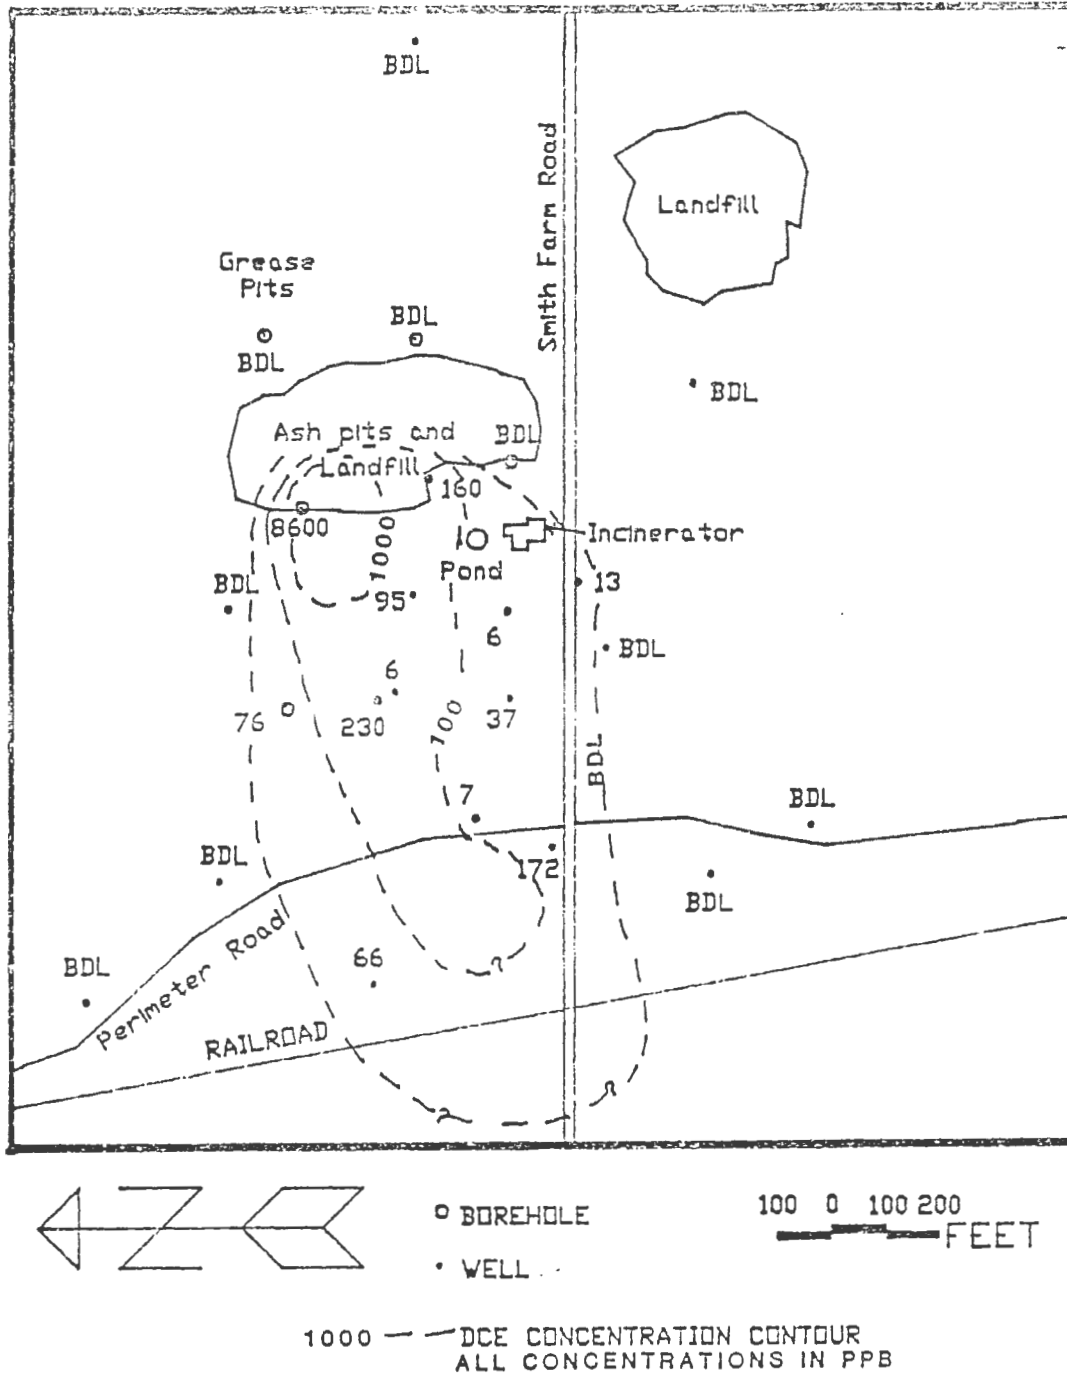 BDL
Smith Farm Road
Landfill
Grease
Pits
BDL
BDL
BDL
Ash pits and
BDL
Landfill
160
8600
1000
Incinerator
Pond
BDL
95
13
6
BDL
6
76
230
100
37
BDL
7
BDL
BDL
172
BDL
66
BDL
Perimeter Road
?
RAILROAD
?
?
N
BOREHOLE
WELL
100 0 100 200
FEET
1000 DCE CONCENTRATION CONTOUR
ALL CONCENTRATIONS IN PPB